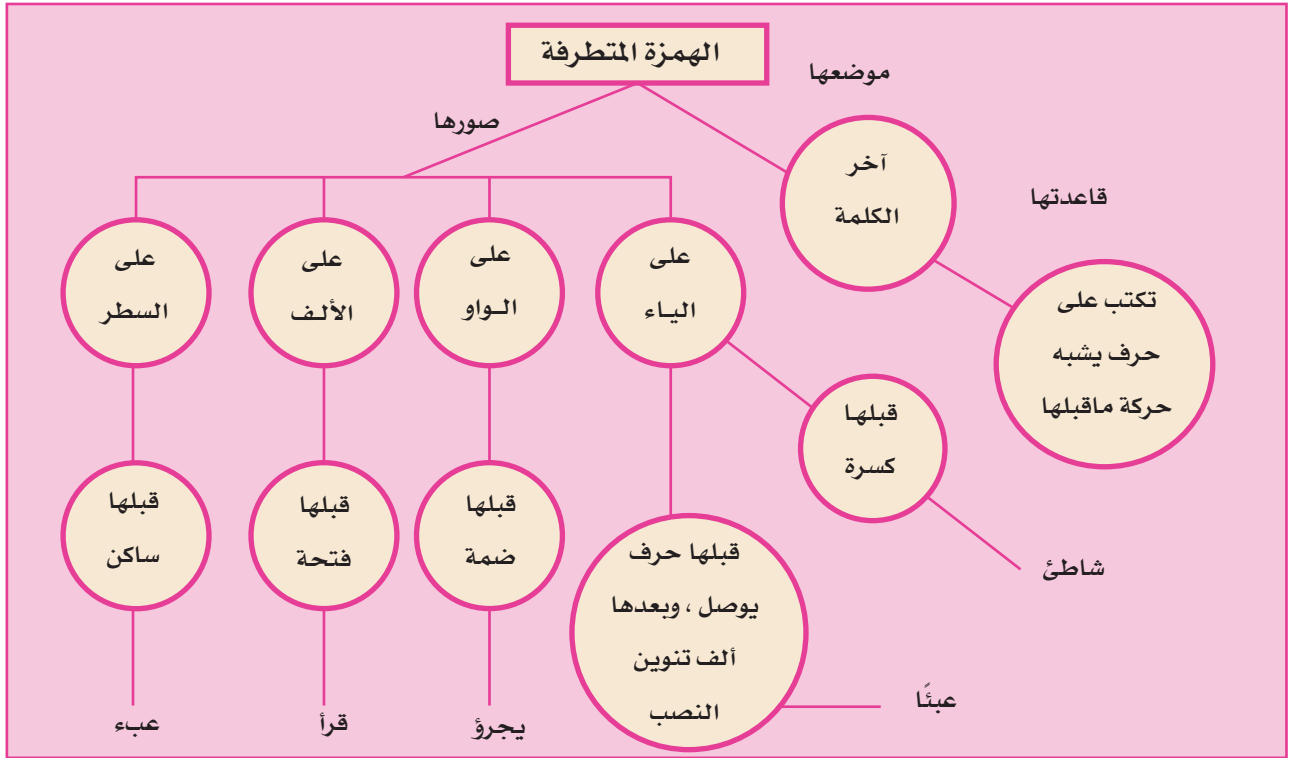 الهمزة المتطرفة
موضعها
آخر
الكلمة
قاعدتها
تكتب على
حرف يشبه
حركة ماقبلها
صورها
على
الياء
قبلها
كسرة
شاطئ
قبلها حرف
يوصل ، وبعدها
ألف تنوين
النصب
عبئًا
على
الـواو
قبلها
ضمة
يجرؤ
على
الألـف
قبلها
فتحة
قرأ
على
السطر
قبلها
ساكن
عبء